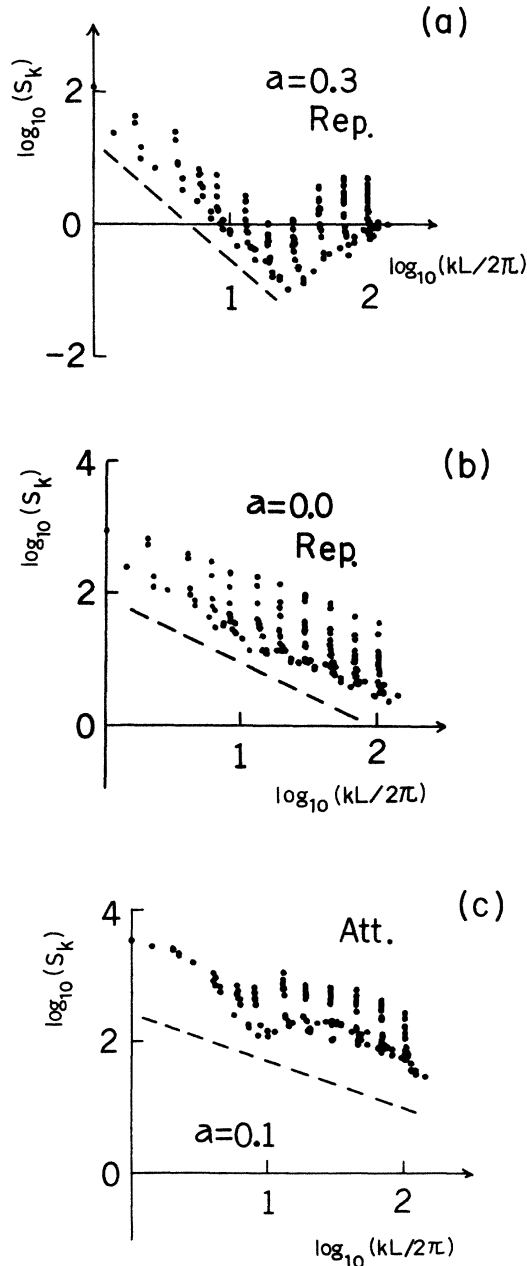 (a)
log10(Sk)
2
a=0.3
Rep.
0
log10(kL/2π)
1
2
-2
(b)
log10(Sk)
4
a=0.0
Rep.
2
0
1
2
log10(kL/2π)
(c)
log10(Sk)
4
Att.
2
a=0.1
0
1
2
log10(kL/2π)